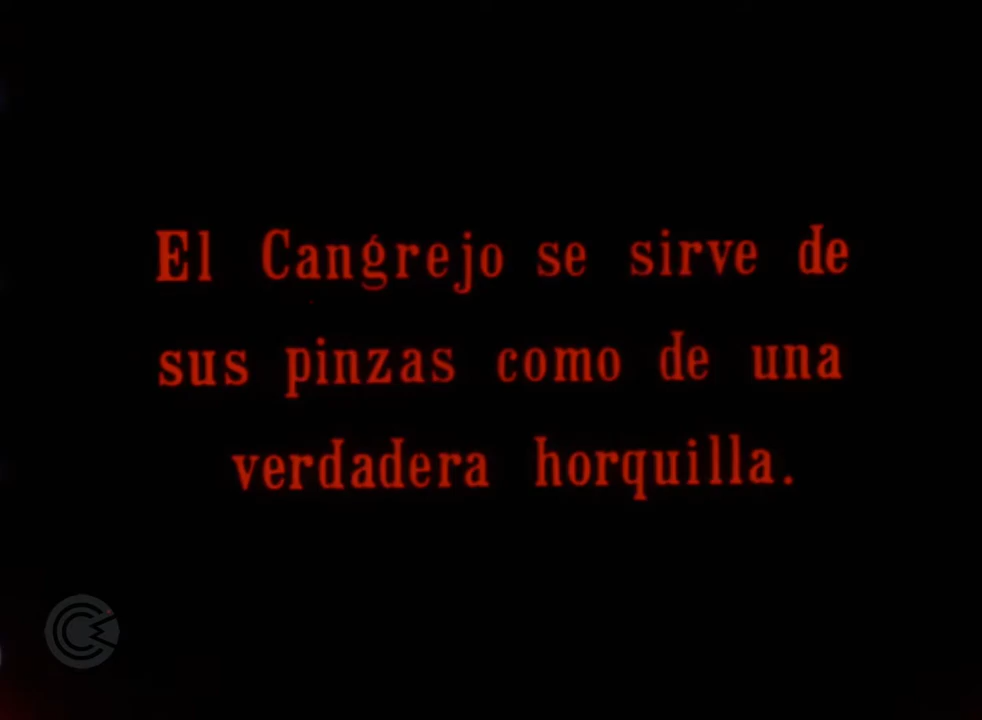 El Cangrejo se sirve de
sus pinzas como de una
verdadera horquilla.